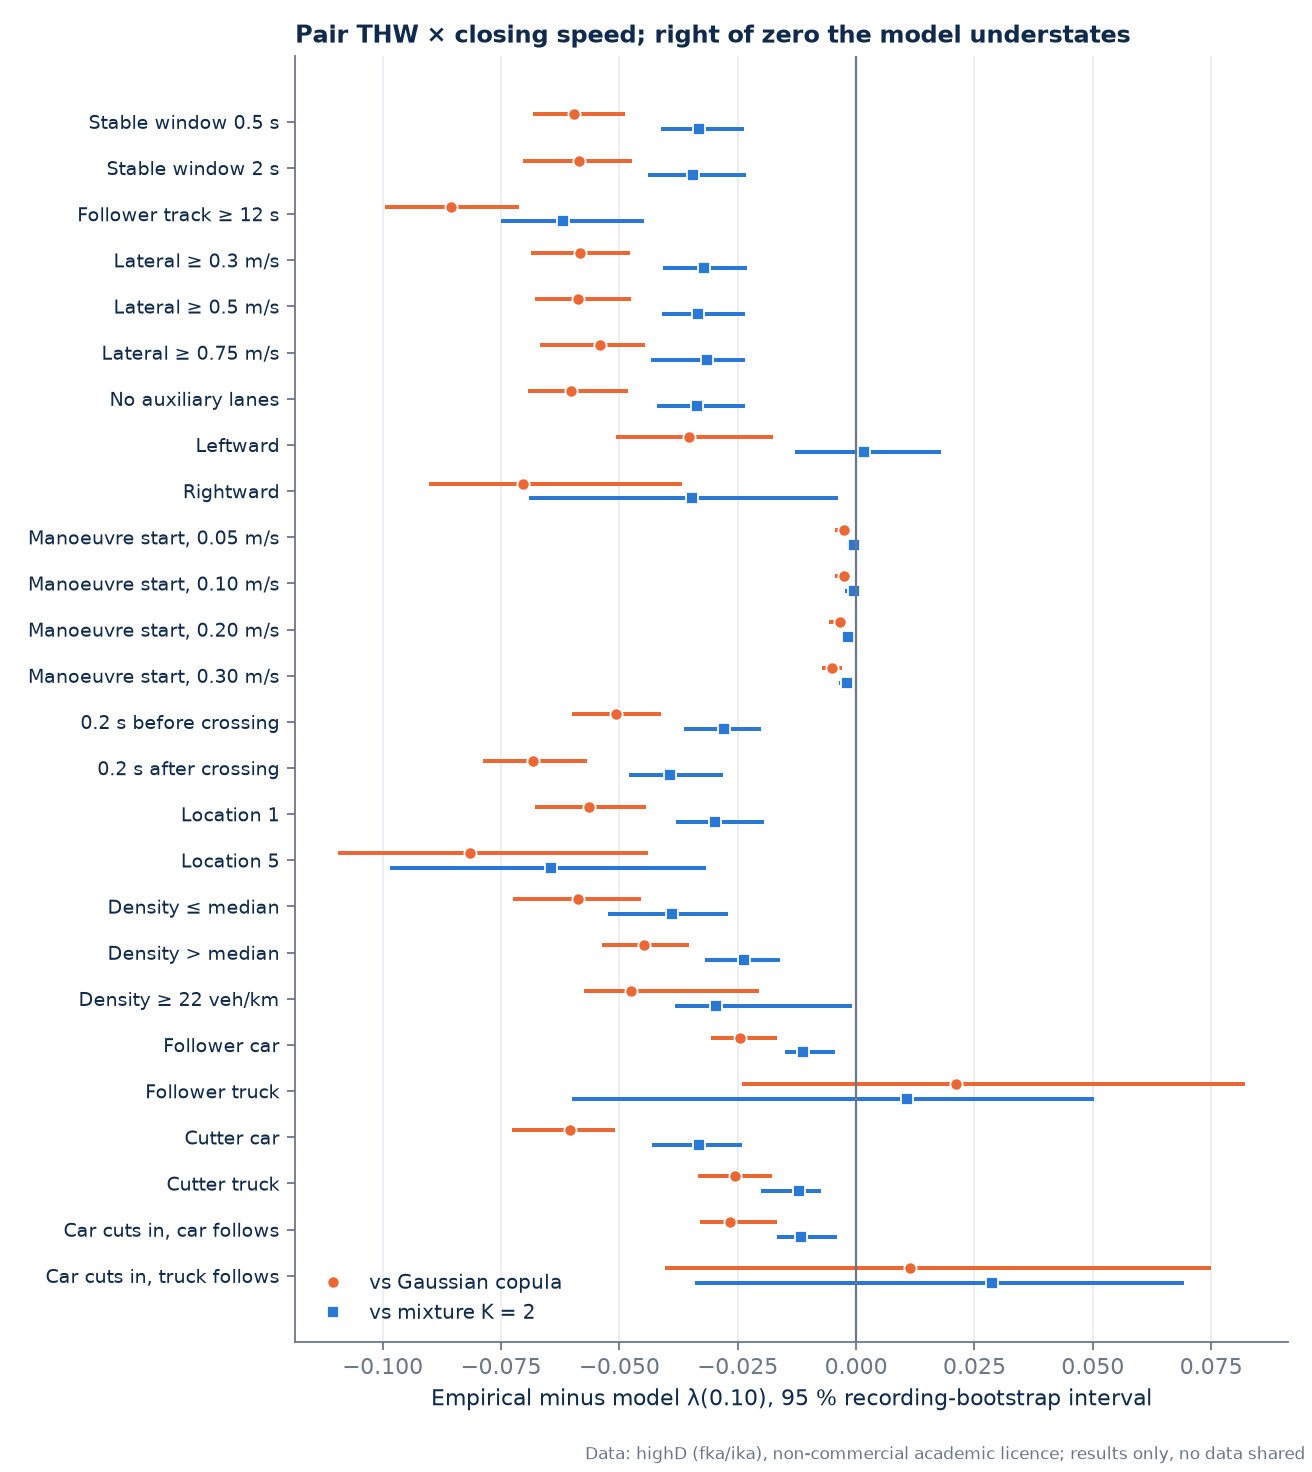 Pair THW × closing speed; right of zero the model understates
Stable window 0.5 s
Stable window 2 s
Follower track ≥ 12 s
Lateral ≥ 0.3 m/s
Lateral ≥ 0.5 m/s
Lateral ≥ 0.75 m/s
No auxiliary lanes
Leftward
Rightward
Manoeuvre start, 0.05 m/s
Manoeuvre start, 0.10 m/s
Manoeuvre start, 0.20 m/s
Manoeuvre start, 0.30 m/s
0.2 s before crossing
0.2 s after crossing
Location 1
Location 5
Density ≤ median
Density > median
Density ≥ 22 veh/km
Follower car
Follower truck
Cutter car
Cutter truck
Car cuts in, car follows
Car cuts in, truck follows
vs Gaussian copula
vs mixture K = 2
−0.100 −0.075 −0.050 −0.025 0.000 0.025 0.050 0.075
Empirical minus model λ(0.10), 95 % recording-bootstrap interval
Data: highD (fka/ika), non-commercial academic licence; results only, no data shared